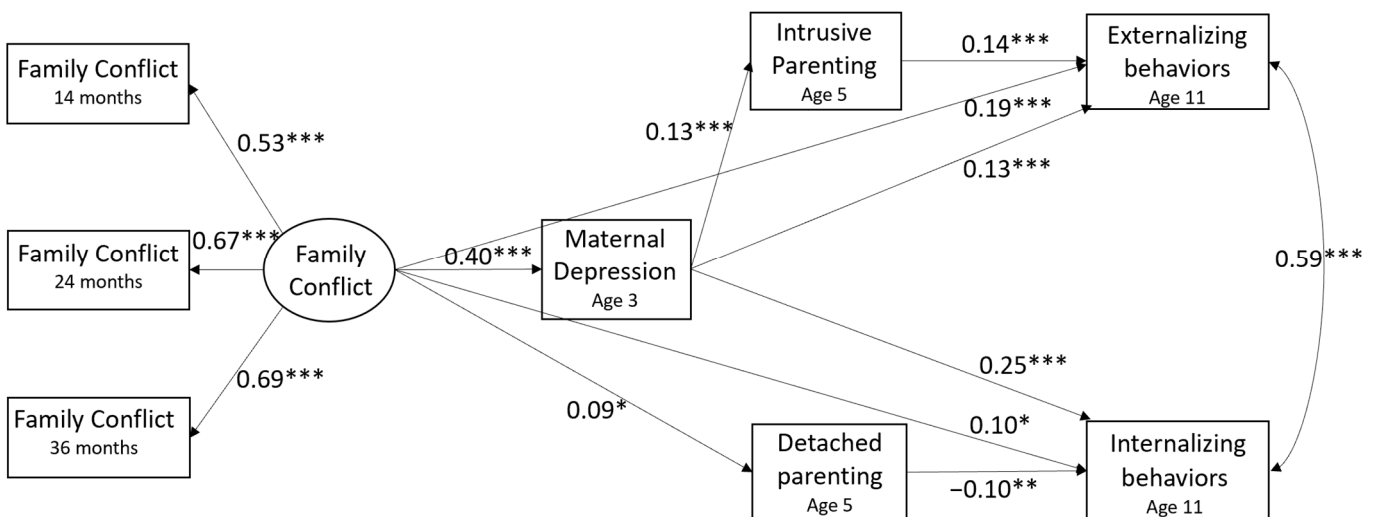 Family Conflict
14 months
Family Conflict
24 months
Family Conflict
36 months
0.53***
0.67***
0.69***
Family
Conflict
0.40***
0.09*
Maternal
Depression
Age 3
0.13***
Intrusive
Parenting
Age 5
Detached
parenting
Age 5
0.14***
0.19***
0.13***
0.25***
0.10*
−0.10**
Externalizing
behaviors
Age 11
Internalizing
behaviors
Age 11
0.59***